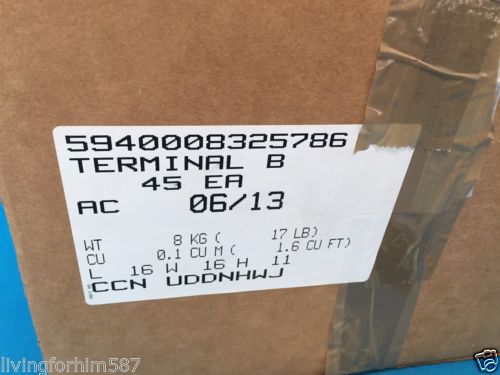 5940008325786
TERMINAL B
45 EA
AC 06/13
WT 8 KG ( 17 LB)
CU 0.1 CU M ( 1.6 CU FT)
L 16 W 16 H 11
CCN UDDNHWJ
livingforhim587